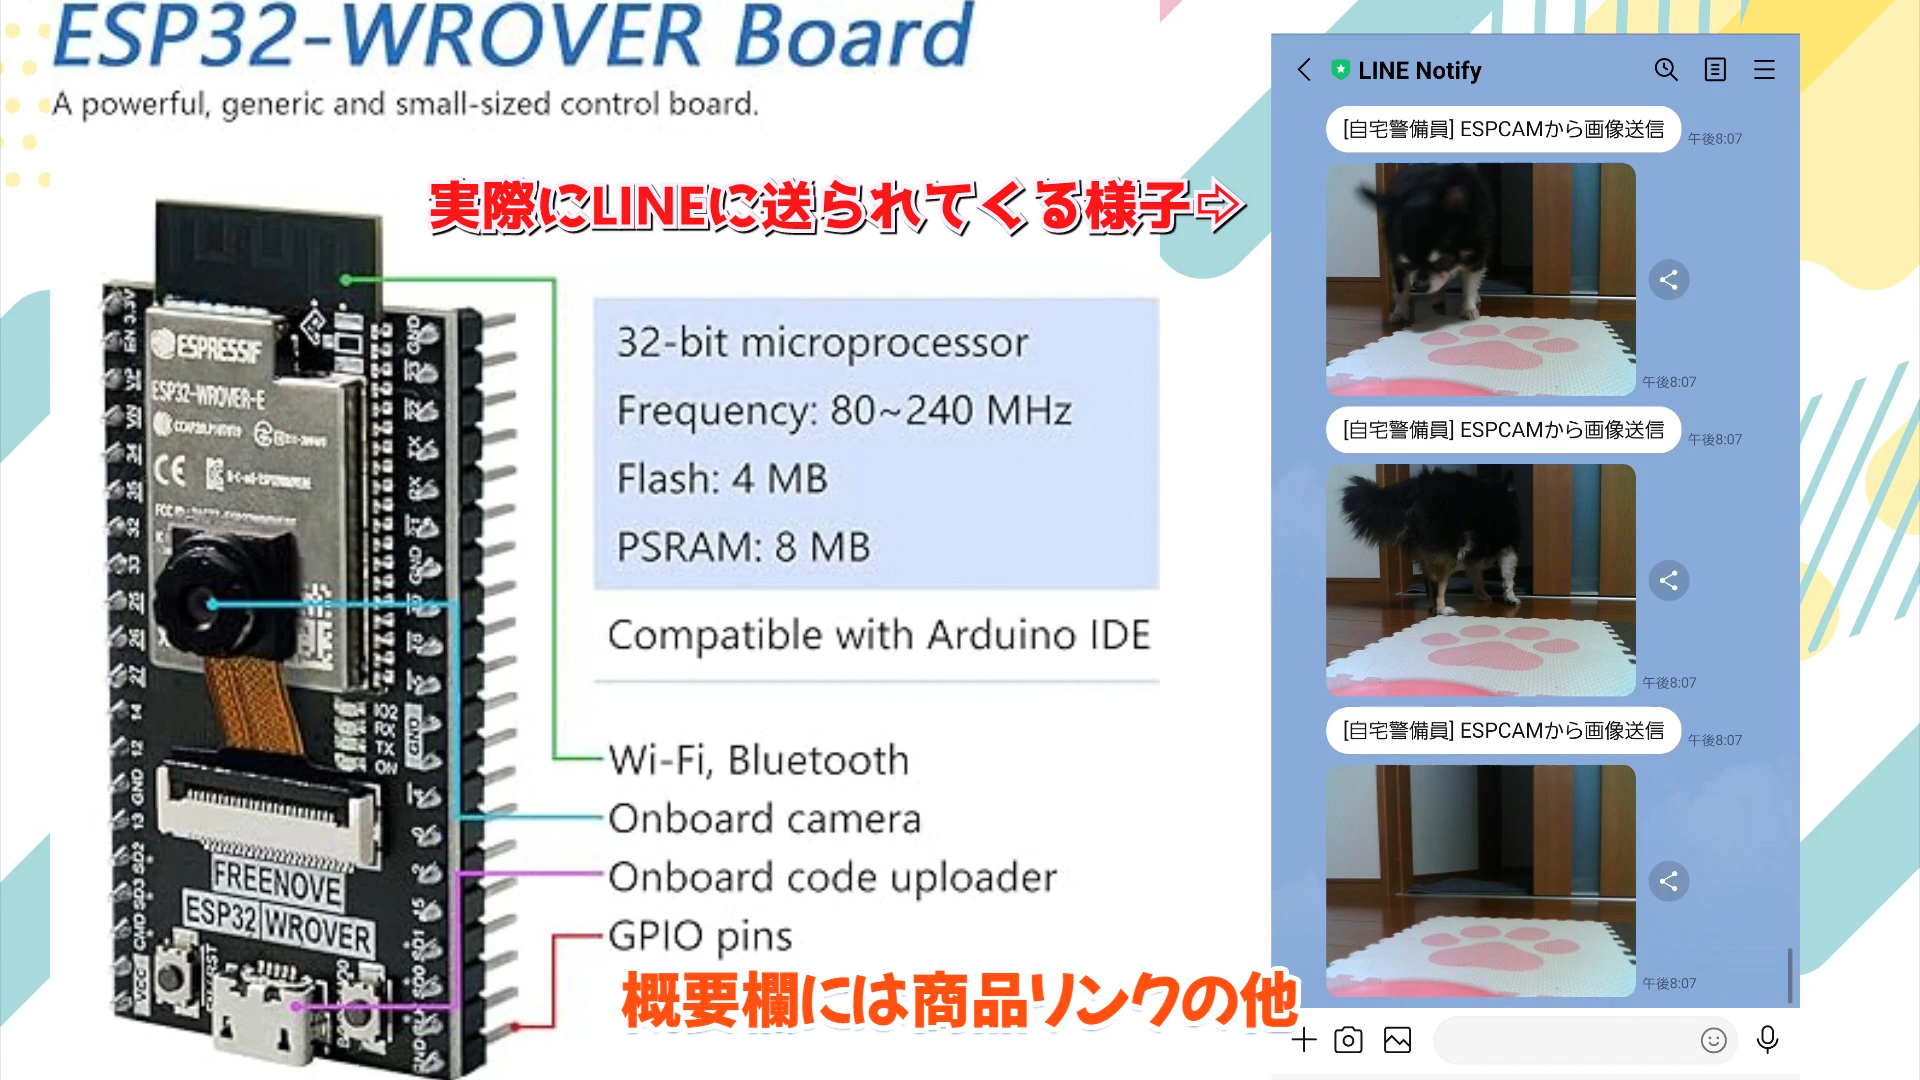 ESP32-WROVER Board
A powerful, generic and small-sized control board.
実際にLINEに送られてくる様子⇨
32-bit microprocessor
Frequency: 80~240 MHz
Flash: 4 MB
PSRAM: 8 MB
Compatible with Arduino IDE
Wi-Fi, Bluetooth
Onboard camera
Onboard code uploader
GPIO pins
概要欄には商品リンクの他
ESPRESSIF
ESP32-WROVER-E
CE
IO2
RX
TX
ON
FREENOVE
ESP32 WROVER
LINE Notify
[自宅警備員] ESPCAMから画像送信
午後8:07
午後8:07
[自宅警備員] ESPCAMから画像送信
午後8:07
午後8:07
[自宅警備員] ESPCAMから画像送信
午後8:07
午後8:07